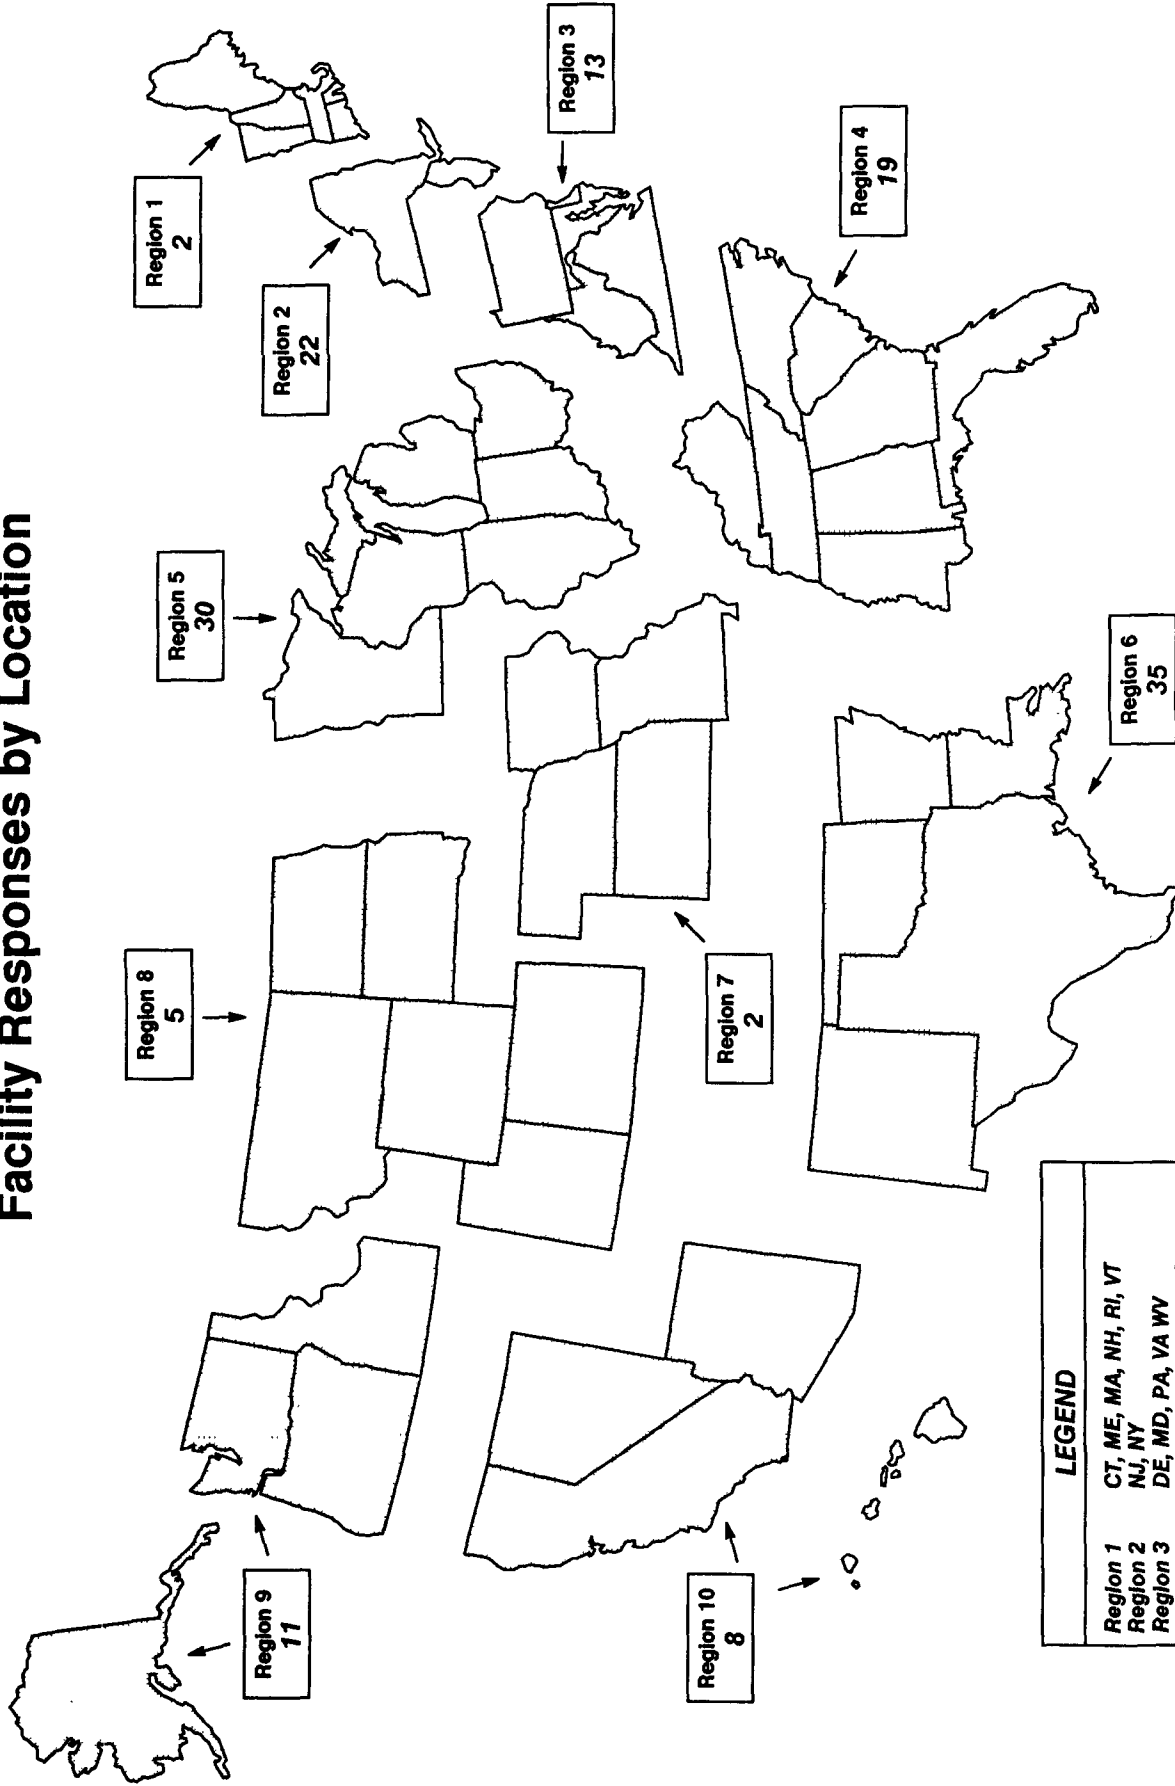 Facility Responses by Location
Region 1
2
Region 2
22
Region 3
13
Region 4
19
Region 5
30
Region 6
35
Region 7
2
Region 8
5
Region 9
11
Region 10
8
LEGEND
Region 1 CT, ME, MA, NH, RI, VT
Region 2 NJ, NY
Region 3 DE, MD, PA, VA WV